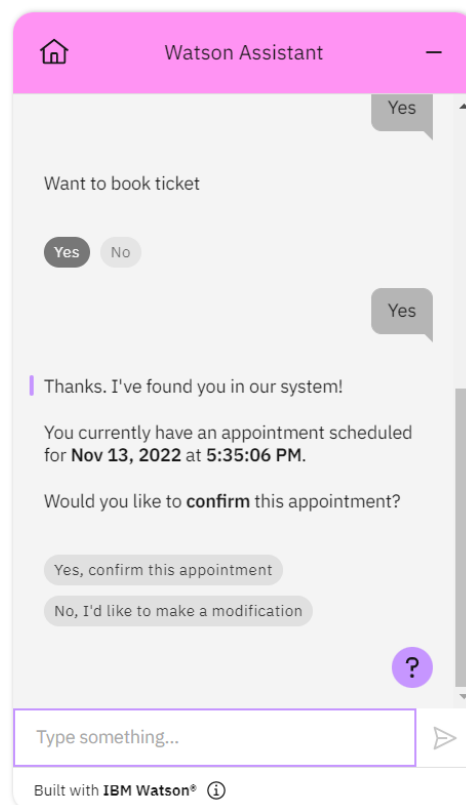 Watson Assistant
Yes
Want to book ticket
Yes
No
Yes
Thanks. I've found you in our system!
You currently have an appointment scheduled
for Nov 13, 2022 at 5:35:06 PM.
Would you like to confirm this appointment?
Yes, confirm this appointment
No, I'd like to make a modification
?
Type something...
Built with IBM Watson®